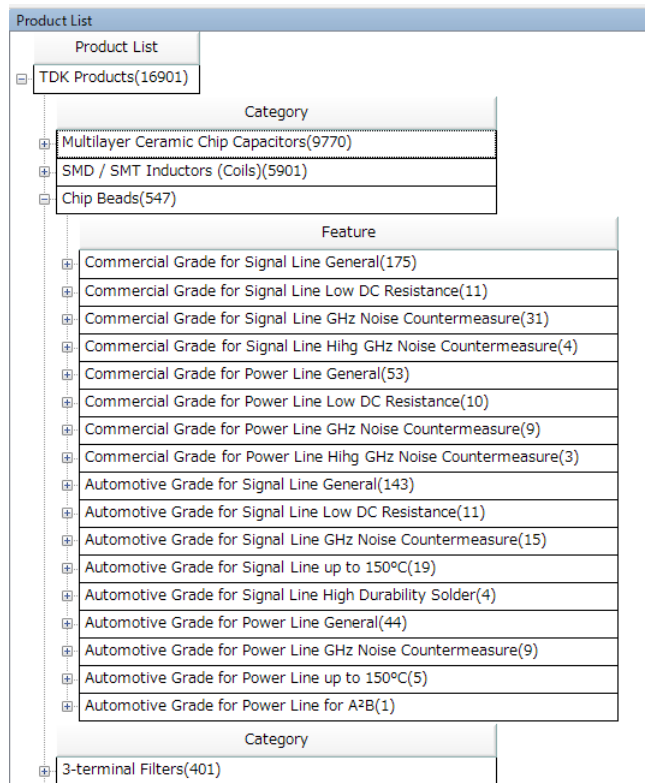 Product List
Product List
TDK Products(16901)
Category
Multilayer Ceramic Chip Capacitors(9770)
SMD / SMT Inductors (Coils)(5901)
Chip Beads(547)
Feature
Commercial Grade for Signal Line General(175)
Commercial Grade for Signal Line Low DC Resistance(11)
Commercial Grade for Signal Line GHz Noise Countermeasure(31)
Commercial Grade for Signal Line Hihg GHz Noise Countermeasure(4)
Commercial Grade for Power Line General(53)
Commercial Grade for Power Line Low DC Resistance(10)
Commercial Grade for Power Line GHz Noise Countermeasure(9)
Commercial Grade for Power Line Hihg GHz Noise Countermeasure(3)
Automotive Grade for Signal Line General(143)
Automotive Grade for Signal Line Low DC Resistance(11)
Automotive Grade for Signal Line GHz Noise Countermeasure(15)
Automotive Grade for Signal Line up to 150ºC(19)
Automotive Grade for Signal Line High Durability Solder(4)
Automotive Grade for Power Line General(44)
Automotive Grade for Power Line GHz Noise Countermeasure(9)
Automotive Grade for Power Line up to 150ºC(5)
Automotive Grade for Power Line for A²B(1)
Category
3-terminal Filters(401)